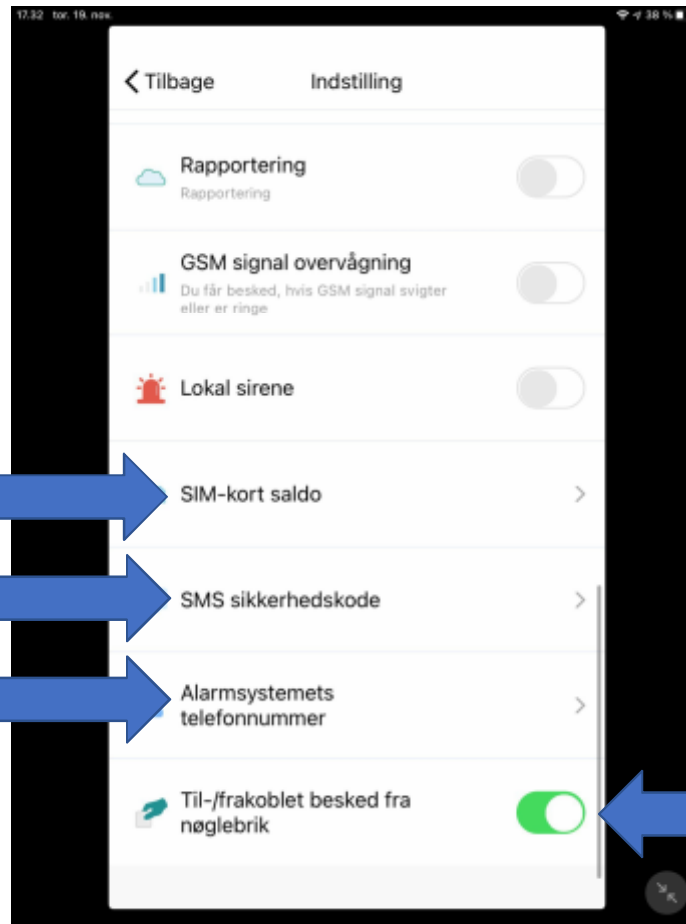 17.32 tor. 19. nov.
38 %
Tilbage
Indstilling
Rapportering
Rapportering
GSM signal overvågning
Du får besked, hvis GSM signal svigter
eller er ringe
Lokal sirene
SIM-kort saldo
SMS sikkerhedskode
Alarmsystemets
telefonnummer
Til-/frakoblet besked fra
nøglebrik